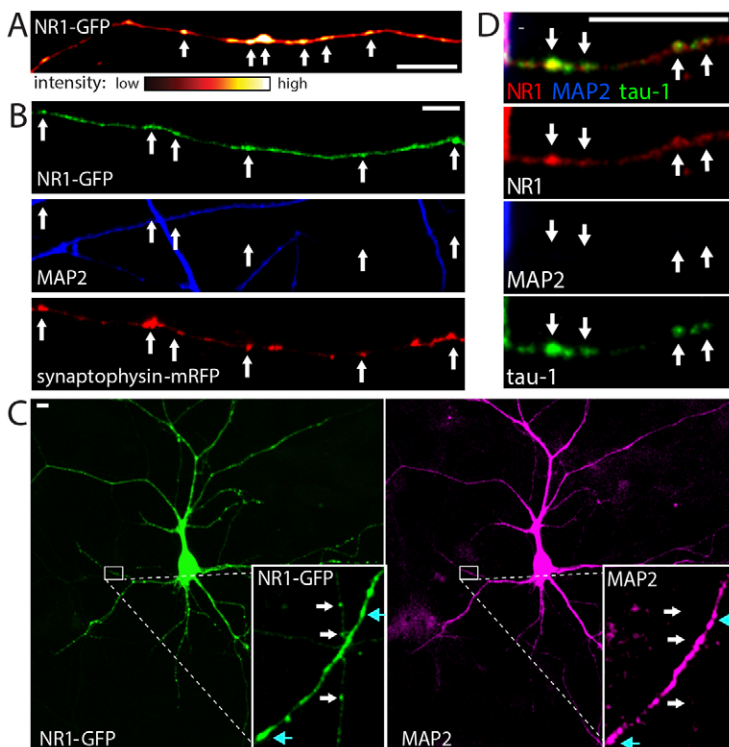 A
NR1-GFP
intensity: low high
B
NR1-GFP
MAP2
synaptophysin-mRFP
C
NR1-GFP
NR1-GFP
MAP2
MAP2
D
NR1 MAP2 tau-1
NR1
MAP2
tau-1